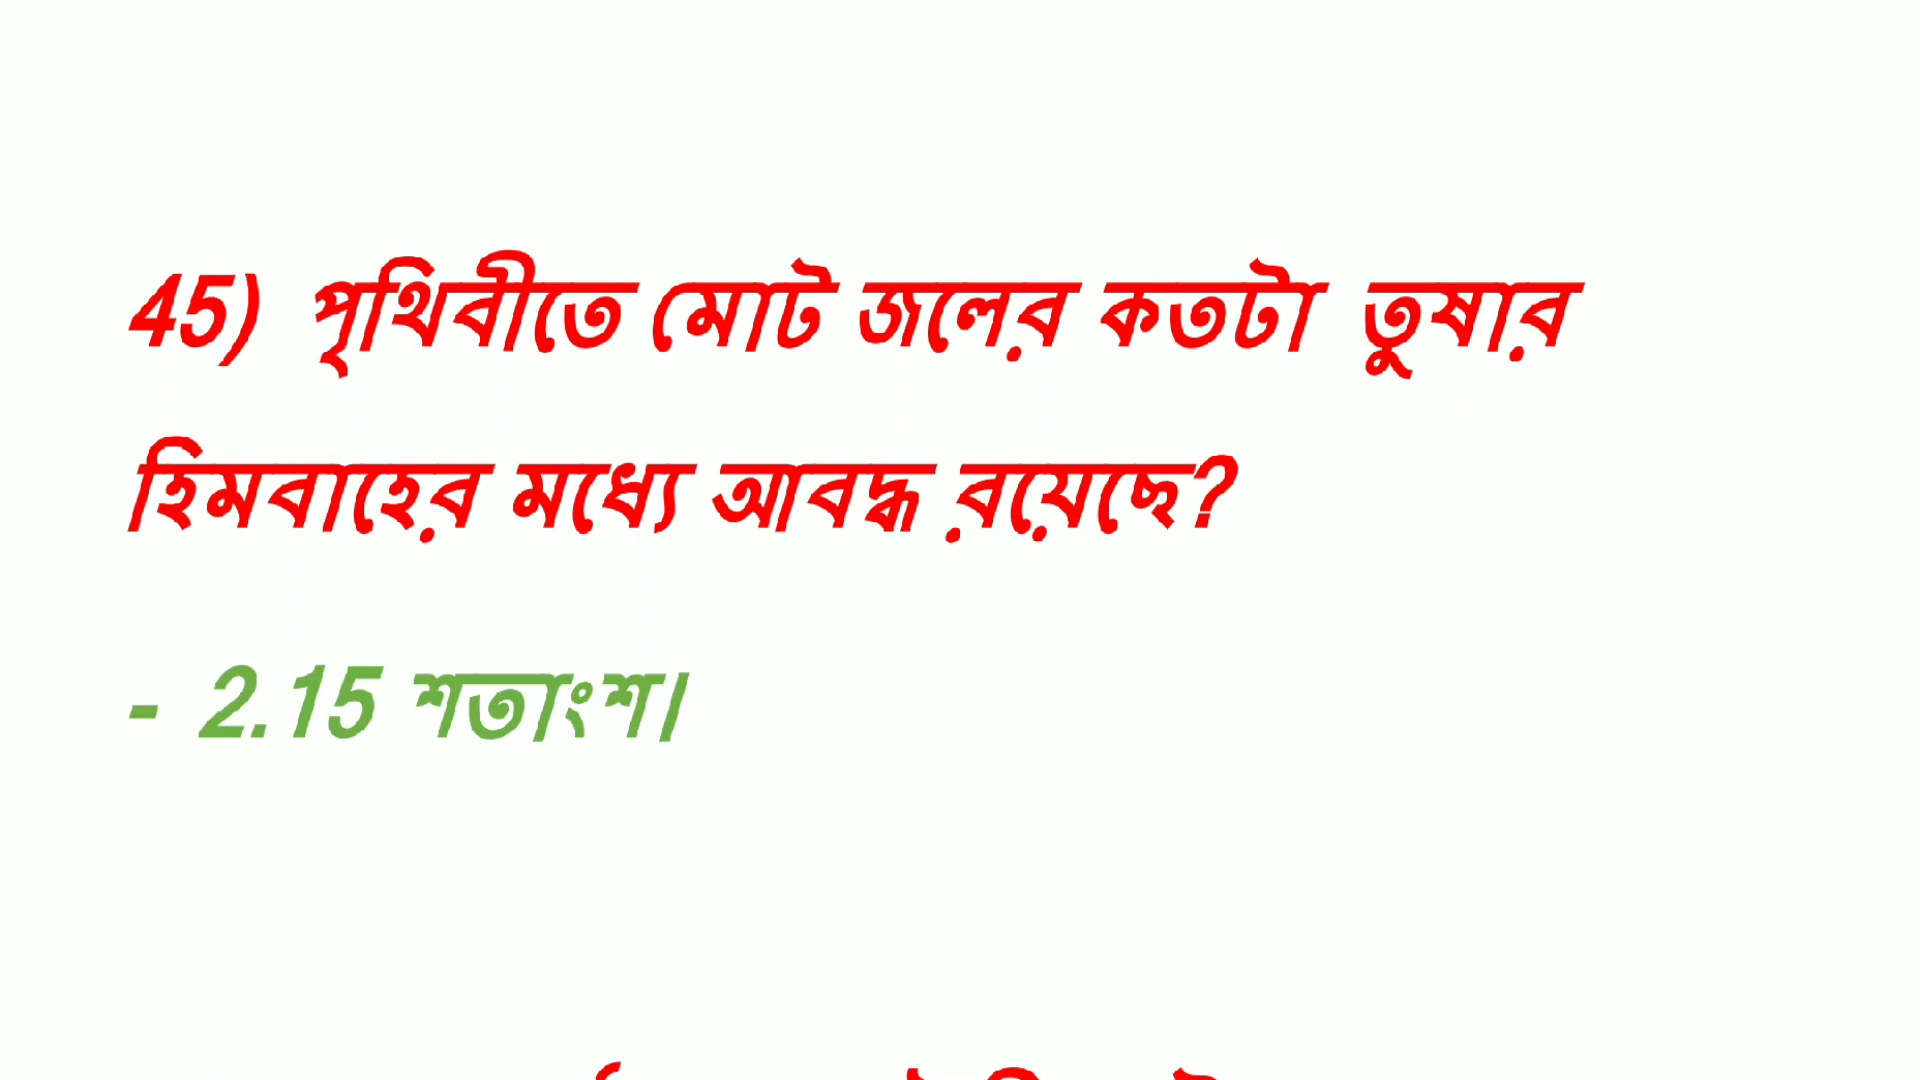 45) পৃথিবীতে মোট জলের কতটা তুষার
হিমবাহের মধ্যে আবদ্ধ রয়েছে?
- 2.15 শতাংশ।